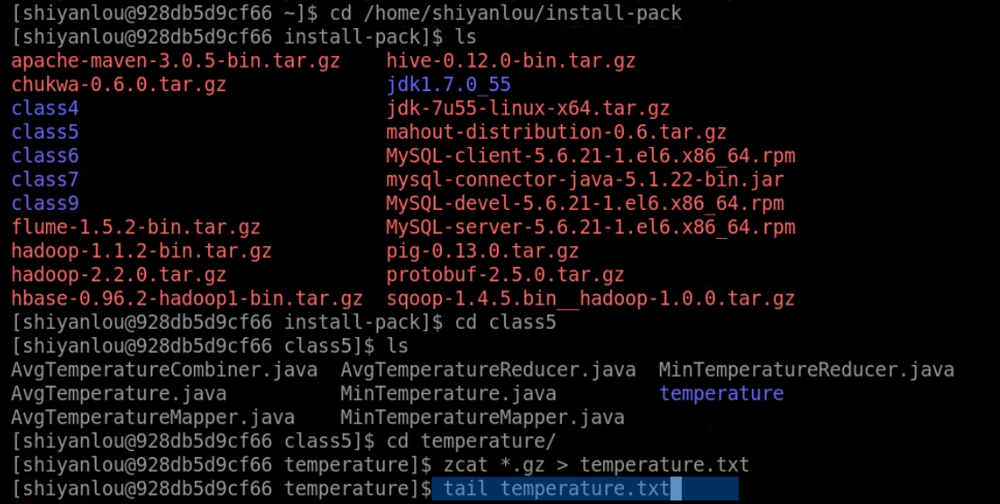 [shiyanlou@928db5d9cf66 ~]$ cd /home/shiyanlou/install-pack
[shiyanlou@928db5d9cf66 install-pack]$ ls
apache-maven-3.0.5-bin.tar.gz    hive-0.12.0-bin.tar.gz
chukwa-0.6.0.tar.gz              jdk1.7.0_55
class4                           jdk-7u55-linux-x64.tar.gz
class5                           mahout-distribution-0.6.tar.gz
class6                           MySQL-client-5.6.21-1.el6.x86_64.rpm
class7                           mysql-connector-java-5.1.22-bin.jar
class9                           MySQL-devel-5.6.21-1.el6.x86_64.rpm
flume-1.5.2-bin.tar.gz           MySQL-server-5.6.21-1.el6.x86_64.rpm
hadoop-1.1.2-bin.tar.gz          pig-0.13.0.tar.gz
hadoop-2.2.0.tar.gz              protobuf-2.5.0.tar.gz
hbase-0.96.2-hadoop1-bin.tar.gz  sqoop-1.4.5.bin__hadoop-1.0.0.tar.gz
[shiyanlou@928db5d9cf66 install-pack]$ cd class5
[shiyanlou@928db5d9cf66 class5]$ ls
AvgTemperatureCombiner.java  AvgTemperatureReducer.java  MinTemperatureReducer.java
AvgTemperature.java          MinTemperature.java         temperature
AvgTemperatureMapper.java    MinTemperatureMapper.java
[shiyanlou@928db5d9cf66 class5]$ cd temperature/
[shiyanlou@928db5d9cf66 temperature]$ zcat *.gz > temperature.txt
[shiyanlou@928db5d9cf66 temperature]$ tail temperature.txt